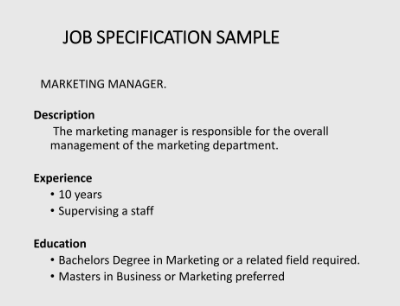 JOB SPECIFICATION SAMPLE
MARKETING MANAGER.
Description
The marketing manager is responsible for the overall
management of the marketing department.
Experience
• 10 years
• Supervising a staff
Education
• Bachelors Degree in Marketing or a related field required.
• Masters in Business or Marketing preferred